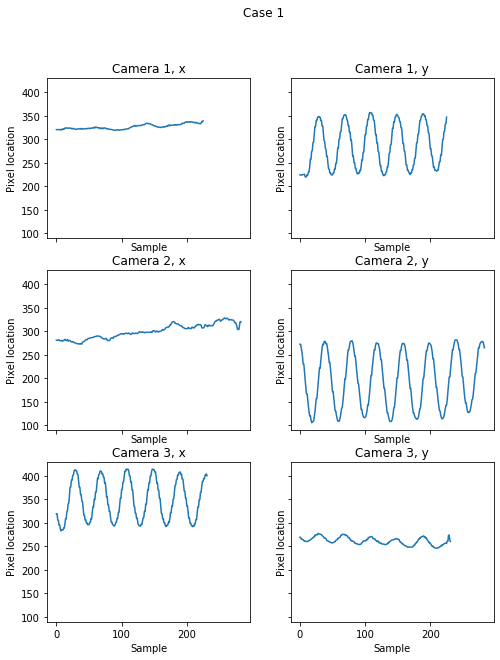 Case 1
Camera 1, x
Camera 1, y
400
350
300
250
200
150
100
Pixel location
Pixel location
Sample
Sample
Camera 2, x
Camera 2, y
400
350
300
250
200
150
100
Pixel location
Pixel location
Sample
Sample
Camera 3, x
Camera 3, y
400
350
300
250
200
150
100
Pixel location
Pixel location
0
100
200
0
100
200
Sample
Sample